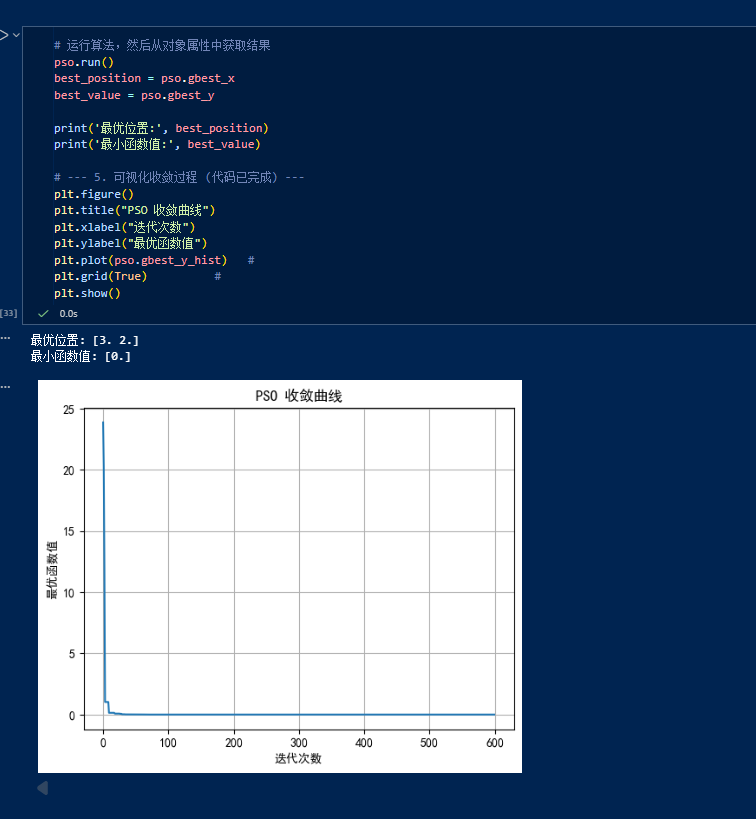 # 运行算法，然后从对象属性中获取结果
pso.run()
best_position = pso.gbest_x
best_value = pso.gbest_y
print('最优位置:', best_position)
print('最小函数值:', best_value)
# --- 5. 可视化收敛过程 (代码已完成) ---
plt.figure()
plt.title("PSO 收敛曲线")
plt.xlabel("迭代次数")
plt.ylabel("最优函数值")
plt.plot(pso.gbest_y_hist)   #
plt.grid(True)          #
plt.show()
[33]
0.0s
最优位置: [3. 2.]
最小函数值: [0.]
PSO 收敛曲线
25
20
15
10
5
0
最优函数值
0 100 200 300 400 500 600
迭代次数